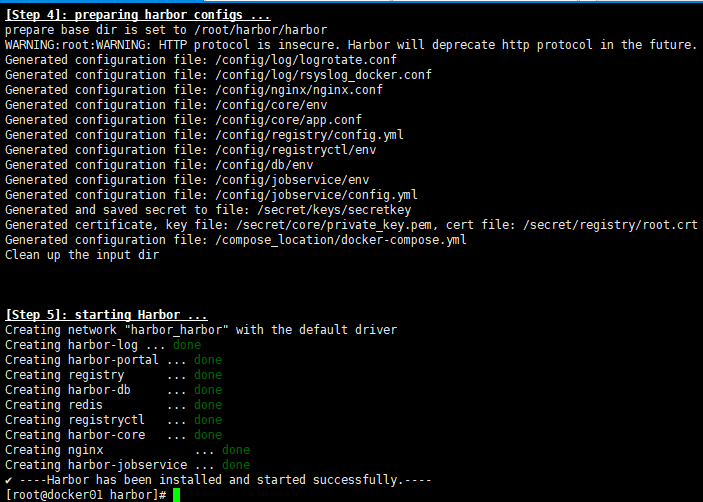 [Step 4]: preparing harbor configs ...
prepare base dir is set to /root/harbor/harbor
WARNING:root:WARNING: HTTP protocol is insecure. Harbor will deprecate http protocol in the future.
Generated configuration file: /config/log/logrotate.conf
Generated configuration file: /config/log/rsyslog_docker.conf
Generated configuration file: /config/nginx/nginx.conf
Generated configuration file: /config/core/env
Generated configuration file: /config/core/app.conf
Generated configuration file: /config/registry/config.yml
Generated configuration file: /config/registryctl/env
Generated configuration file: /config/db/env
Generated configuration file: /config/jobservice/env
Generated configuration file: /config/jobservice/config.yml
Generated and saved secret to file: /secret/keys/secretkey
Generated certificate, key file: /secret/core/private_key.pem, cert file: /secret/registry/root.crt
Generated configuration file: /compose_location/docker-compose.yml
Clean up the input dir
[Step 5]: starting Harbor ...
Creating network "harbor_harbor" with the default driver
Creating harbor-log ... done
Creating harbor-portal ... done
Creating registry      ... done
Creating harbor-db     ... done
Creating redis         ... done
Creating registryctl   ... done
Creating harbor-core   ... done
Creating nginx             ... done
Creating harbor-jobservice ... done
✔ ----Harbor has been installed and started successfully.----
[root@docker01 harbor]#